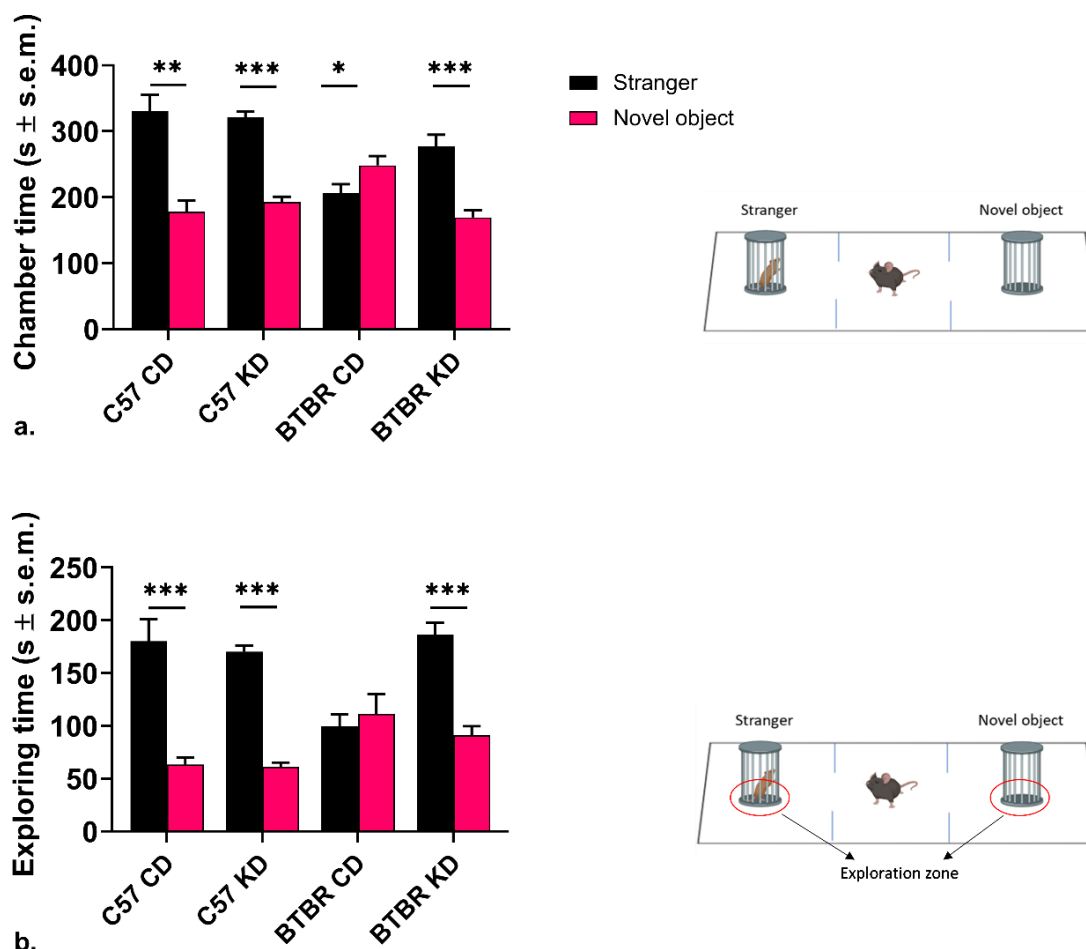 Chamber time (s ± s.e.m.)
400
300
200
100
0
**
***
*
***
C57 CD
C57 KD
BTBR CD
BTBR KD
Stranger
Novel object
Stranger
Novel object
a.
Exploring time (s ± s.e.m.)
250
200
150
100
50
0
***
***
***
C57 CD
C57 KD
BTBR CD
BTBR KD
Stranger
Novel object
Exploration zone
b.